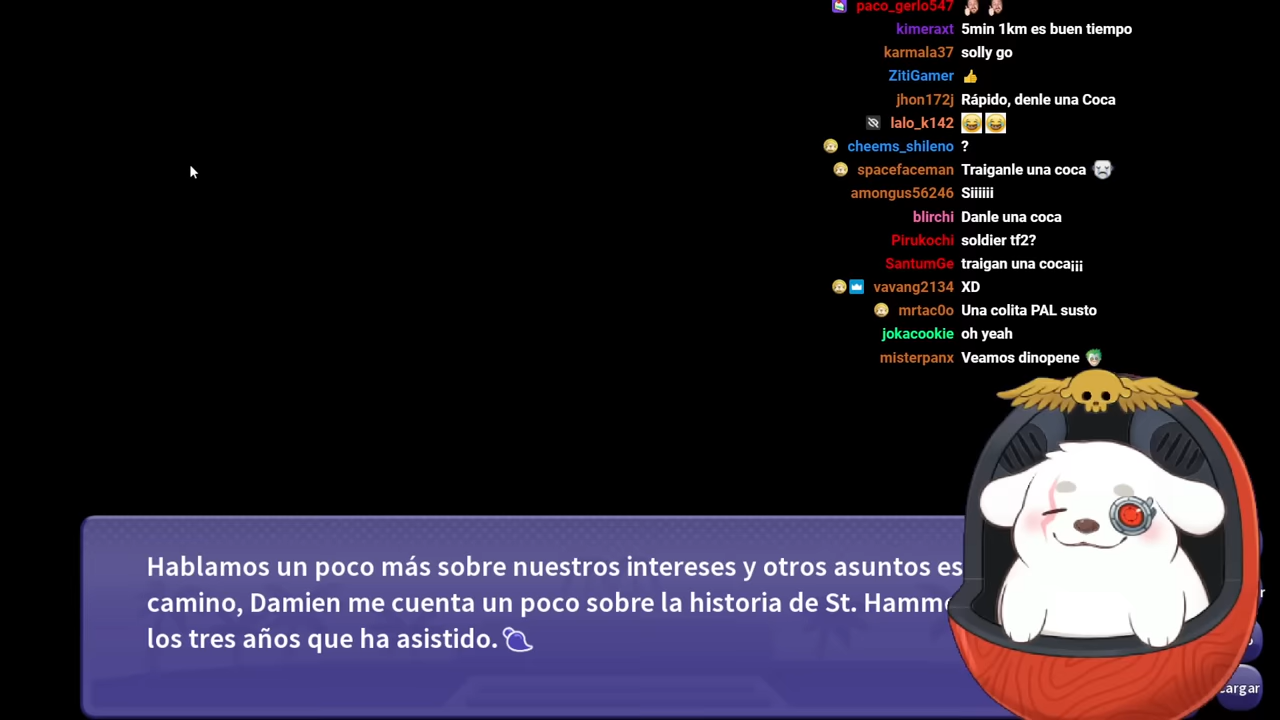 paco_gerlo547
kimeraxt 5min 1km es buen tiempo
karmala37 solly go
ZitiGamer
jhon172j Rápido, denle una Coca
lalo_k142
cheems_shileno ?
spacefaceman Traiganle una coca
amongus56246 Siiiiii
blirchi Danle una coca
Pirukochi soldier tf2?
SantumGe traigan una coca¡¡¡
vavang2134 XD
mrtac0o Una colita PAL susto
jokacookie oh yeah
misterpanx Veamos dinopene
Hablamos un poco más sobre nuestros intereses y otros asuntos es
camino, Damien me cuenta un poco sobre la historia de St. Hamm
los tres años que ha asistido.
cargar